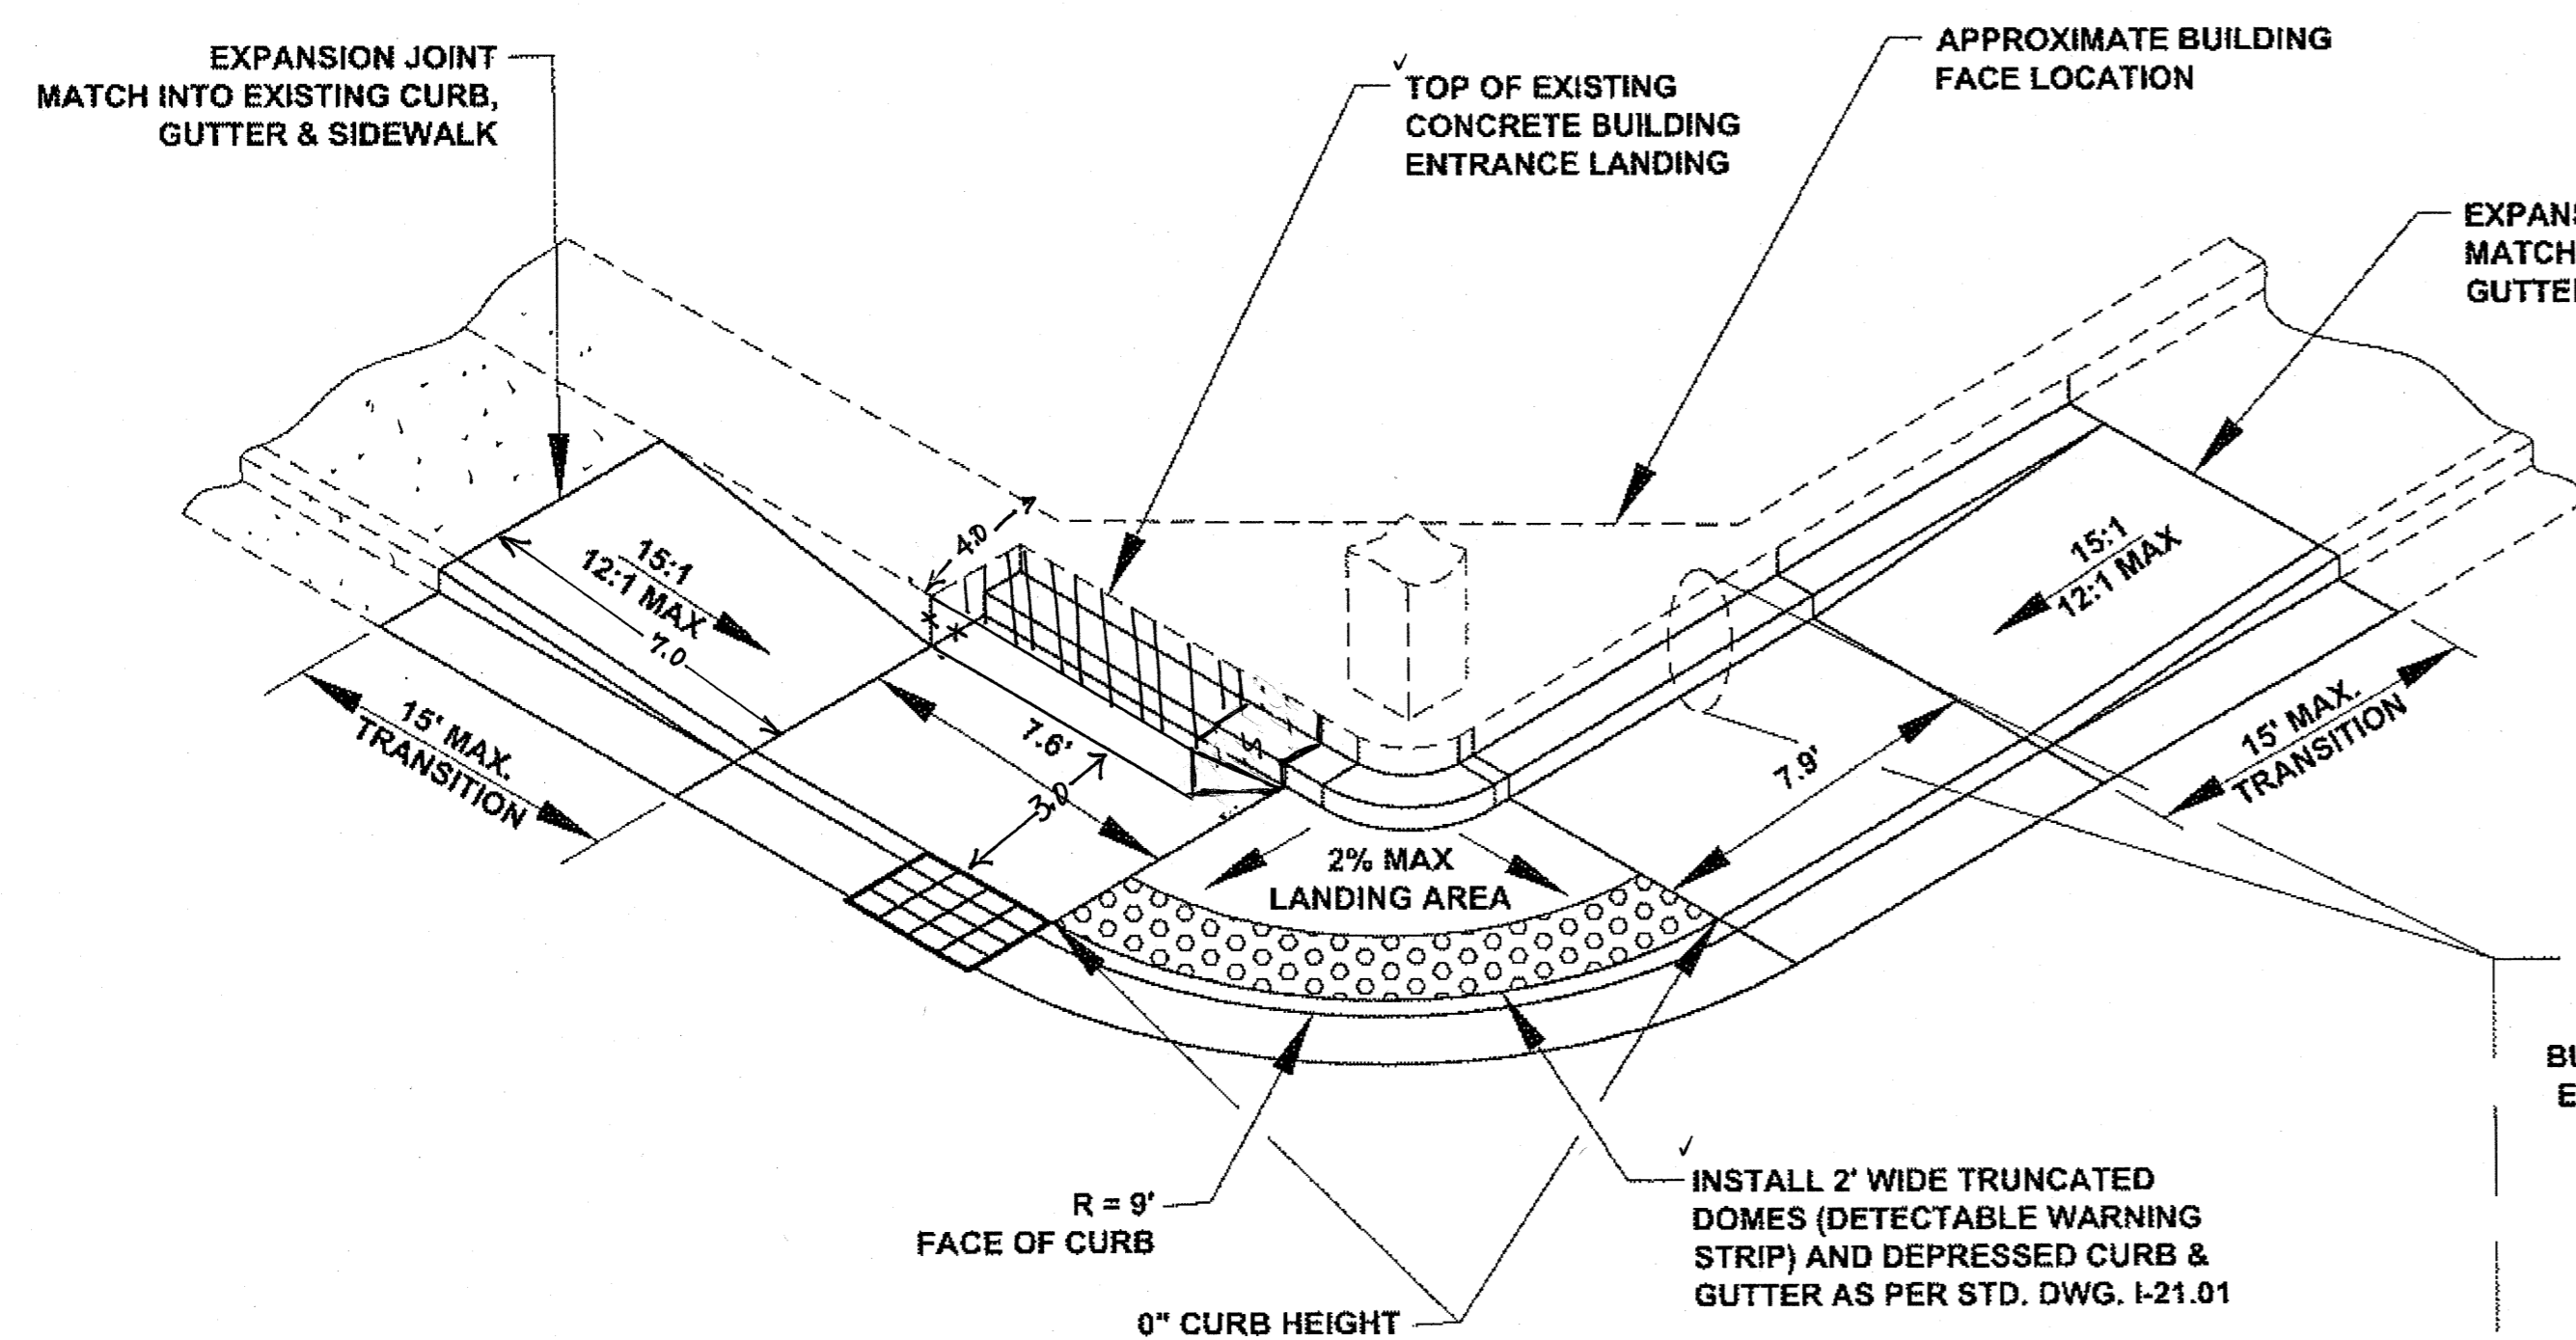 EXPANSION JOINT
MATCH INTO EXISTING CURB,
GUTTER & SIDEWALK
TOP OF EXISTING
CONCRETE BUILDING
ENTRANCE LANDING
APPROXIMATE BUILDING
FACE LOCATION
EXPANS
MATCH
GUTTE
4.0
15:1
12:1 MAX
7.0
15' MAX.
TRANSITION
7.6'
3.0
2% MAX
LANDING AREA
7.9'
15:1
12:1 MAX
15' MAX.
TRANSITION
BU
E
R = 9'
FACE OF CURB
0" CURB HEIGHT
INSTALL 2' WIDE TRUNCATED
DOMES (DETECTABLE WARNING
STRIP) AND DEPRESSED CURB &
GUTTER AS PER STD. DWG. I-21.01